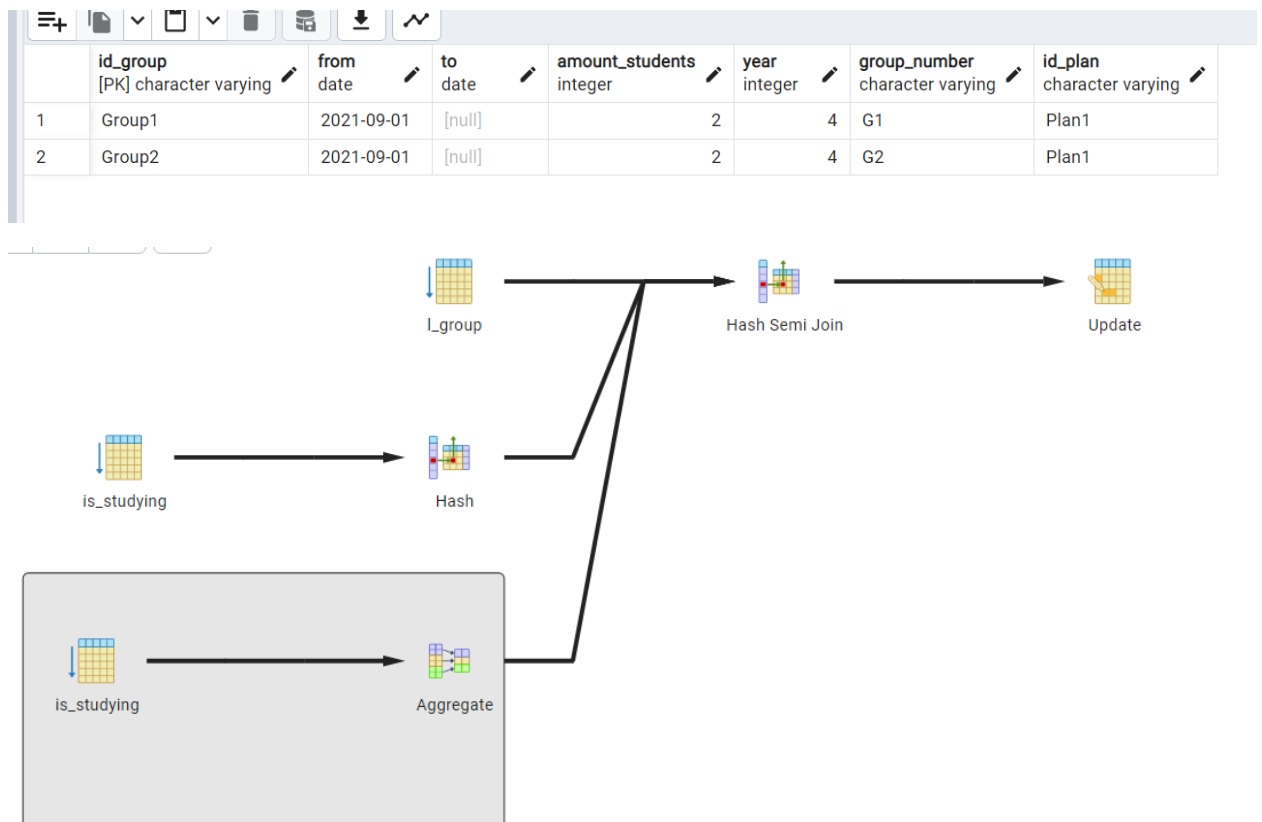 id_group from to amount_students year group_number id_plan
[PK] character varying date date integer integer character varying character varying
1 Group1 2021-09-01 [null] 2 4 G1 Plan1
2 Group2 2021-09-01 [null] 2 4 G2 Plan1
l_group Hash Semi Join Update
is_studying Hash
is_studying Aggregate